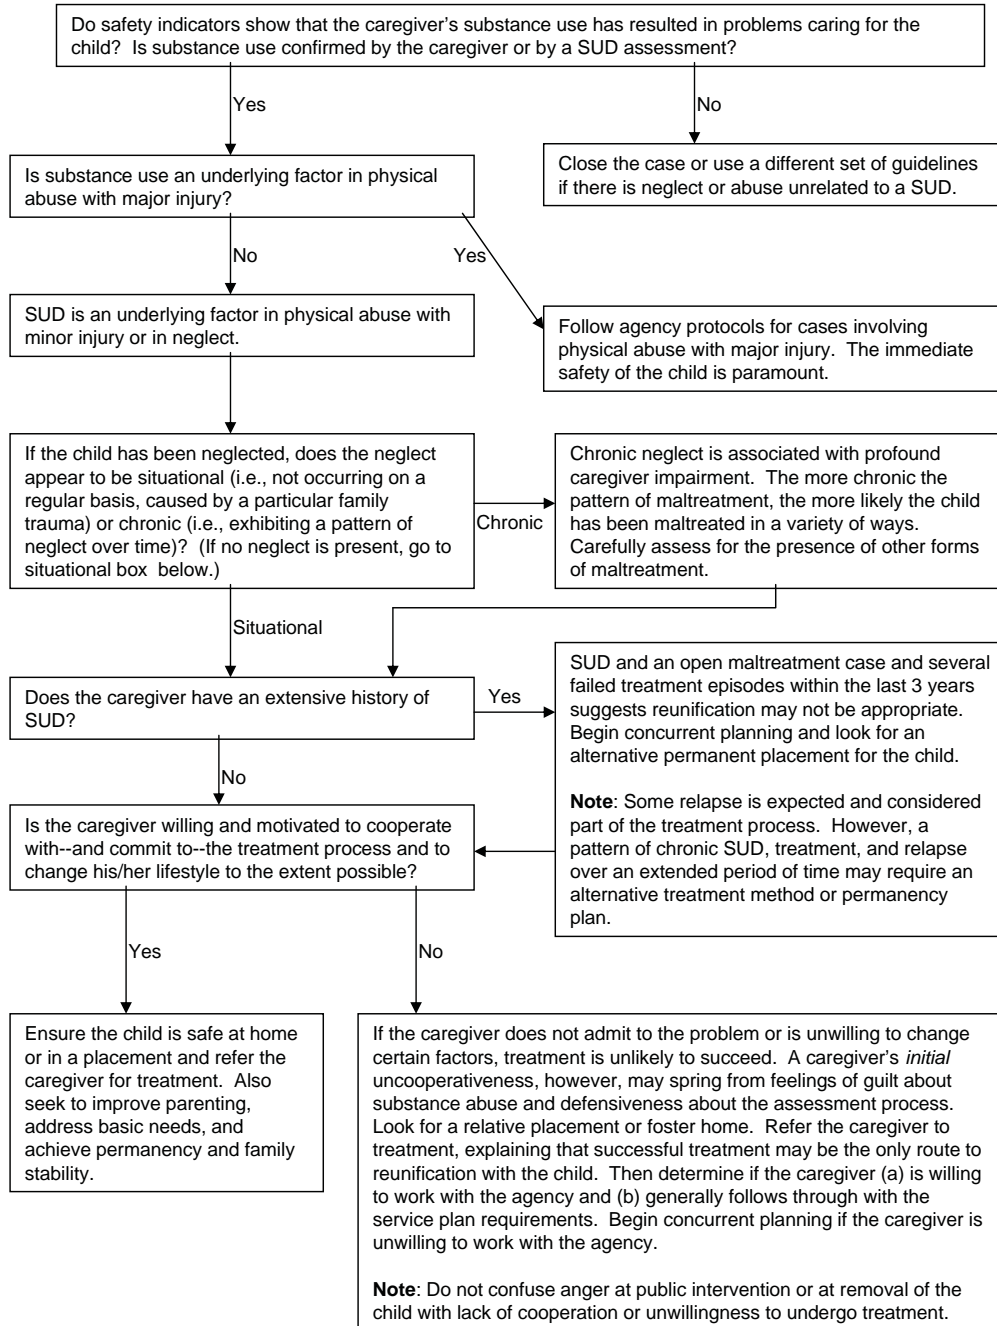 Do safety indicators show that the caregiver's substance use has resulted in problems caring for the
child? Is substance use confirmed by the caregiver or by a SUD assessment?
Yes
No
Is substance use an underlying factor in physical
abuse with major injury?
Close the case or use a different set of guidelines
if there is neglect or abuse unrelated to a SUD.
No
Yes
SUD is an underlying factor in physical abuse with
minor injury or in neglect.
Follow agency protocols for cases involving
physical abuse with major injury. The immediate
safety of the child is paramount.
If the child has been neglected, does the neglect
appear to be situational (i.e., not occurring on a
regular basis, caused by a particular family
trauma) or chronic (i.e., exhibiting a pattern of
neglect over time)? (If no neglect is present, go to
situational box below.)
Chronic
Chronic neglect is associated with profound
caregiver impairment. The more chronic the
pattern of maltreatment, the more likely the child
has been maltreated in a variety of ways.
Carefully assess for the presence of other forms
of maltreatment.
Situational
Does the caregiver have an extensive history of
SUD?
Yes
SUD and an open maltreatment case and several
failed treatment episodes within the last 3 years
suggests reunification may not be appropriate.
Begin concurrent planning and look for an
alternative permanent placement for the child.
Note: Some relapse is expected and considered
part of the treatment process. However, a
pattern of chronic SUD, treatment, and relapse
over an extended period of time may require an
alternative treatment method or permanency
plan.
No
Is the caregiver willing and motivated to cooperate
with--and commit to--the treatment process and to
change his/her lifestyle to the extent possible?
Yes
No
Ensure the child is safe at home
or in a placement and refer the
caregiver for treatment. Also
seek to improve parenting,
address basic needs, and
achieve permanency and family
stability.
If the caregiver does not admit to the problem or is unwilling to change
certain factors, treatment is unlikely to succeed. A caregiver's initial
uncooperativeness, however, may spring from feelings of guilt about
substance abuse and defensiveness about the assessment process.
Look for a relative placement or foster home. Refer the caregiver to
treatment, explaining that successful treatment may be the only route to
reunification with the child. Then determine if the caregiver (a) is willing
to work with the agency and (b) generally follows through with the
service plan requirements. Begin concurrent planning if the caregiver is
unwilling to work with the agency.
Note: Do not confuse anger at public intervention or at removal of the
child with lack of cooperation or unwillingness to undergo treatment.